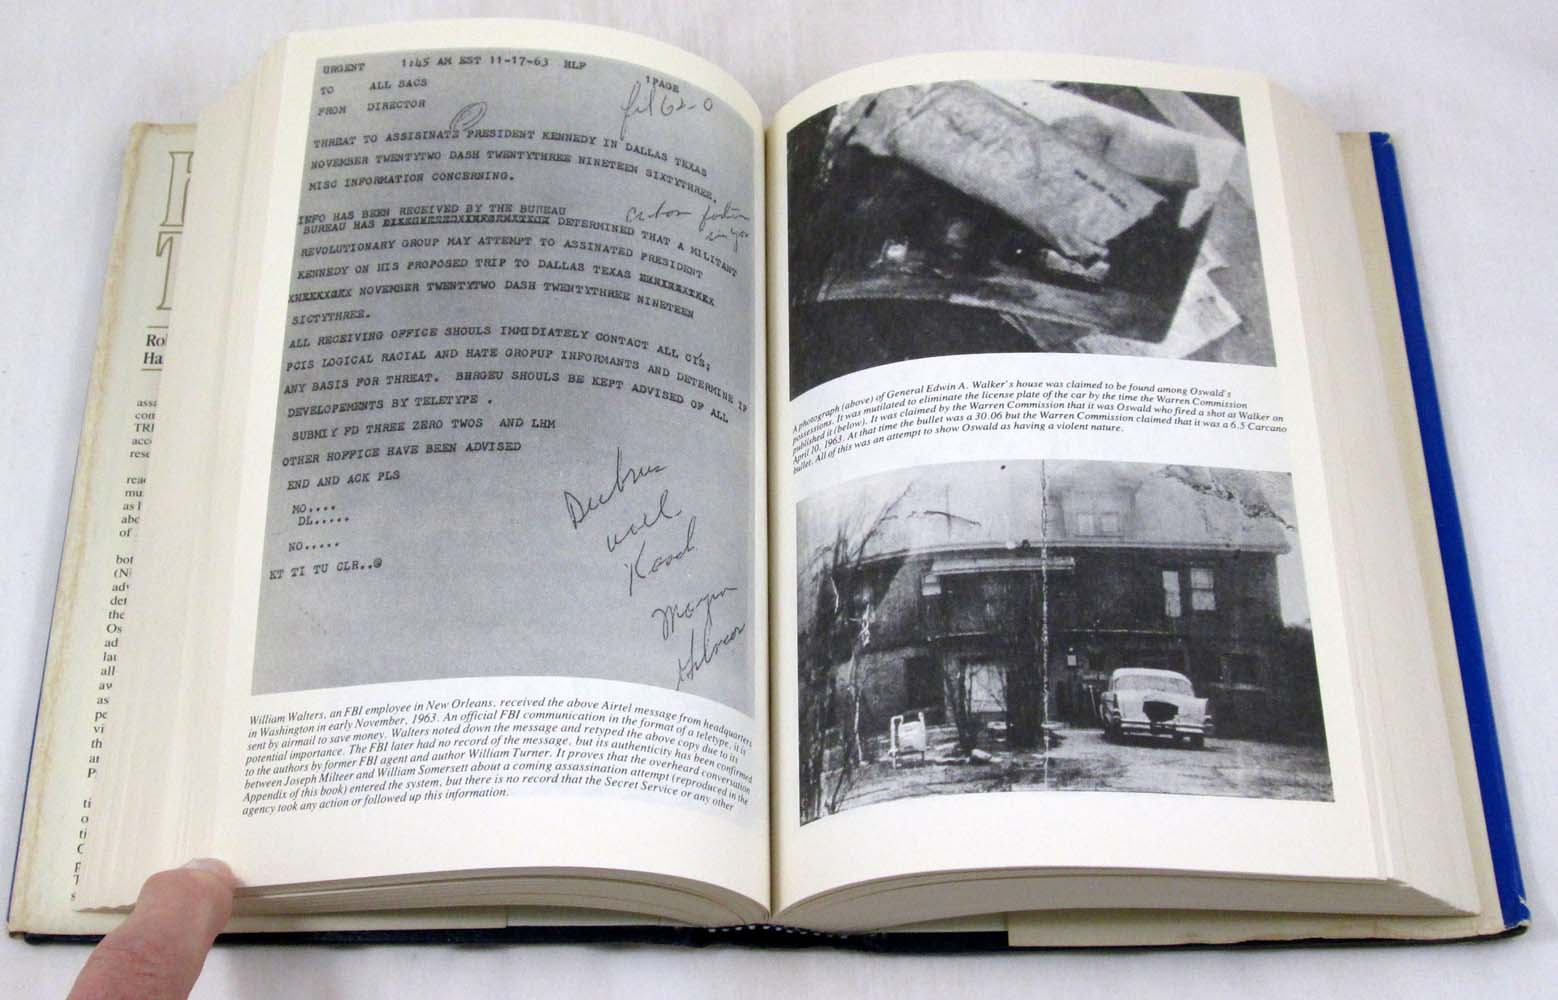 URGENT 1:45 AM EST 11-17-63 HLF 1 PAGE
TO ALL SACS
FROM DIRECTOR
THREAT TO ASSISINATE PRESIDENT KENNEDY IN DALLAS TEXAS
NOVEMBER TWENTYTWO DASH TWENTYTHREE NINETEEN SIXTYTHREE.
MISC INFORMATION CONCERNING.
INFO HAS BEEN RECEIVED BY THE BUREAU
BUREAU HAS DETERMINED THAT A MILITANT
REVOLUTIONARY GROUP MAY ATTEMPT TO ASSINATED PRESIDENT
KENNEDY ON HIS PROPOSED TRIP TO DALLAS TEXAS
NOVEMBER TWENTYTWO DASH TWENTYTHREE NINETEEN
SICTYTHREE.
ALL RECEIVING OFFICE SHOULS IMMIDIATELY CONTACT ALL CIS;
PCIS LOGICAL RACIAL AND HATE GROPUP INFORMANTS AND DETERMINE IF
ANY BASIS FOR THREAT. BHRGEU SHOULS BE KEPT ADVISED OF ALL
DEVELOPEMENTS BY TELETYPE .
SUBMIY FD THREE ZERO TWOS AND LHM
OTHER HOFFICE HAVE BEEN ADVISED
END AND ACK PLS
MO....
DL.....
NO.....
KT TI TU CLR..@
William Walters, an FBI employee in New Orleans, received the above Airtel message from headquarters
in Washington in early November, 1963. An official FBI communication in the format of a teletype, it is
sent by airmail to save money. Walters noted down the message and retyped the above copy due to its
potential importance. The FBI later had no record of the message, but its authenticity has been confirmed
to the authors by former FBI agent and author William Turner. It proves that the overheard conversation
between Joseph Milteer and William Somersett about a coming assassination attempt (reproduced in the
Appendix of this book) entered the system, but there is no record that the Secret Service or any other
agency took any action or followed up this information.
A photograph (above) of General Edwin A. Walker's house was claimed to be found among Oswald's
possessions. It was mutilated to eliminate the license plate of the car by the time the Warren Commission
published it (below). It was claimed by the Warren Commission that it was Oswald who fired a shot at Walker on
April 10, 1963. At that time the bullet was a 30.06 but the Warren Commission claimed that it was a 6.5 Carcano
bullet. All of this was an attempt to show Oswald as having a violent nature.